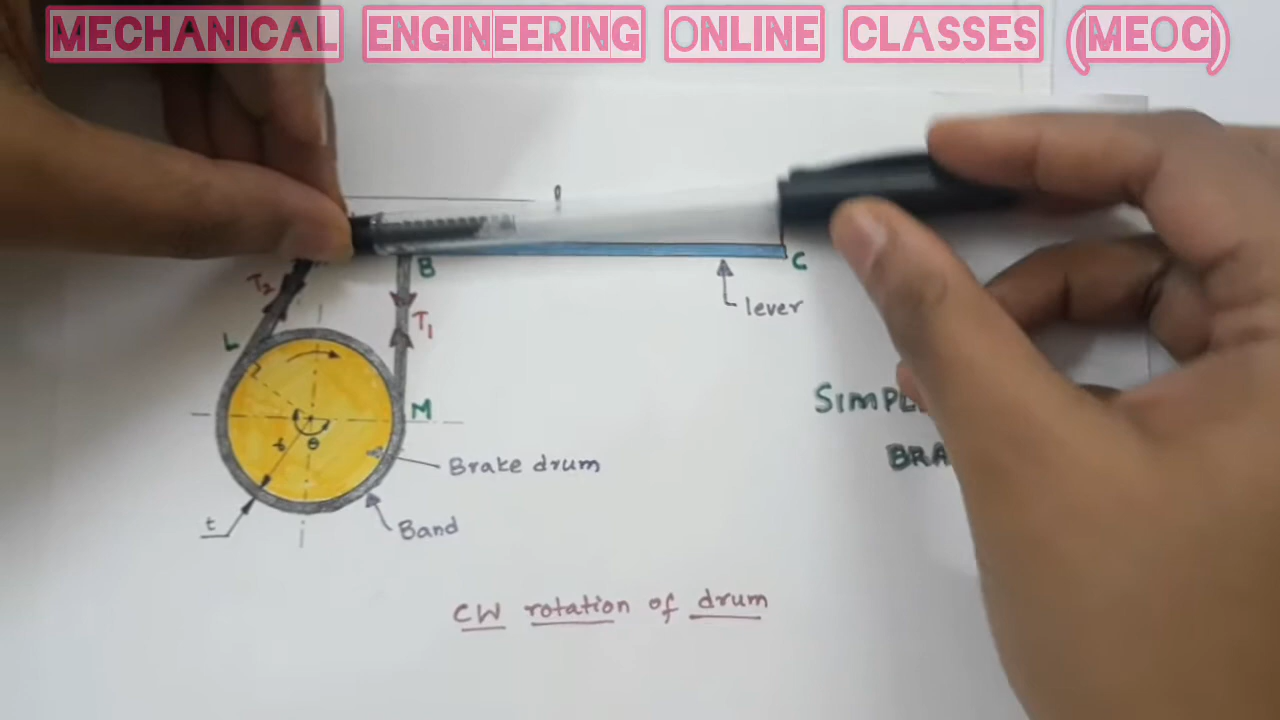 MECHANICAL ENGINEERING ONLINE CLASSES (MEOC)
l
B
C
T2
T1
lever
L
M
θ
Brake drum
t
Band
CW rotation of drum